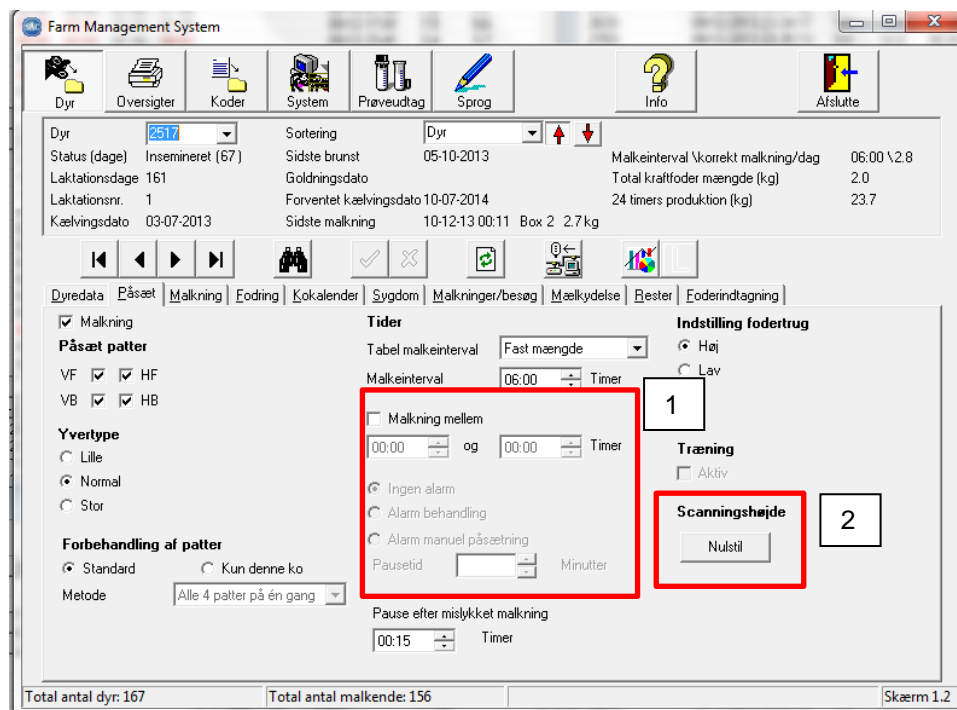 Farm Management System
Dyr Oversigter Koder System Prøveudtag Sprog Info Afslutte
Dyr 2517 Sortering Dyr
Status (dage) Insemineret (67) Sidste brunst 05-10-2013 Malkeinterval \korrekt malkning/dag 06:00 \2.8
Laktationsdage 161 Goldningsdato Total kraftfoder mængde (kg) 2.0
Laktationsnr. 1 Forventet kælvingsdato 10-07-2014 24 timers produktion (kg) 23.7
Kælvingsdato 03-07-2013 Sidste malkning 10-12-13 00:11 Box 2 2.7 kg
Dyredata Påsæt Malkning Fodring Kokalender Sygdom Malkninger/besøg Mælkydelse Rester Foderindtagning
Malkning
Påsæt patter
VF HF
VB HB
Yvertype
Lille
Normal
Stor
Forbehandling af patter
Standard Kun denne ko
Metode Alle 4 patter på én gang
Tider
Tabel malkeinterval Fast mængde
Malkeinterval 06:00 Timer
1
Malkning mellem
00:00 og 00:00 Timer
Ingen alarm
Alarm behandling
Alarm manuel påsætning
Pausetid Minutter
Pause efter mislykket malkning
00:15 Timer
Indstilling fodertrug
Høj
Lav
Træning
Aktiv
Scanningshøjde
Nulstil
2
Total antal dyr: 167 Total antal malkende: 156 Skærm 1.2